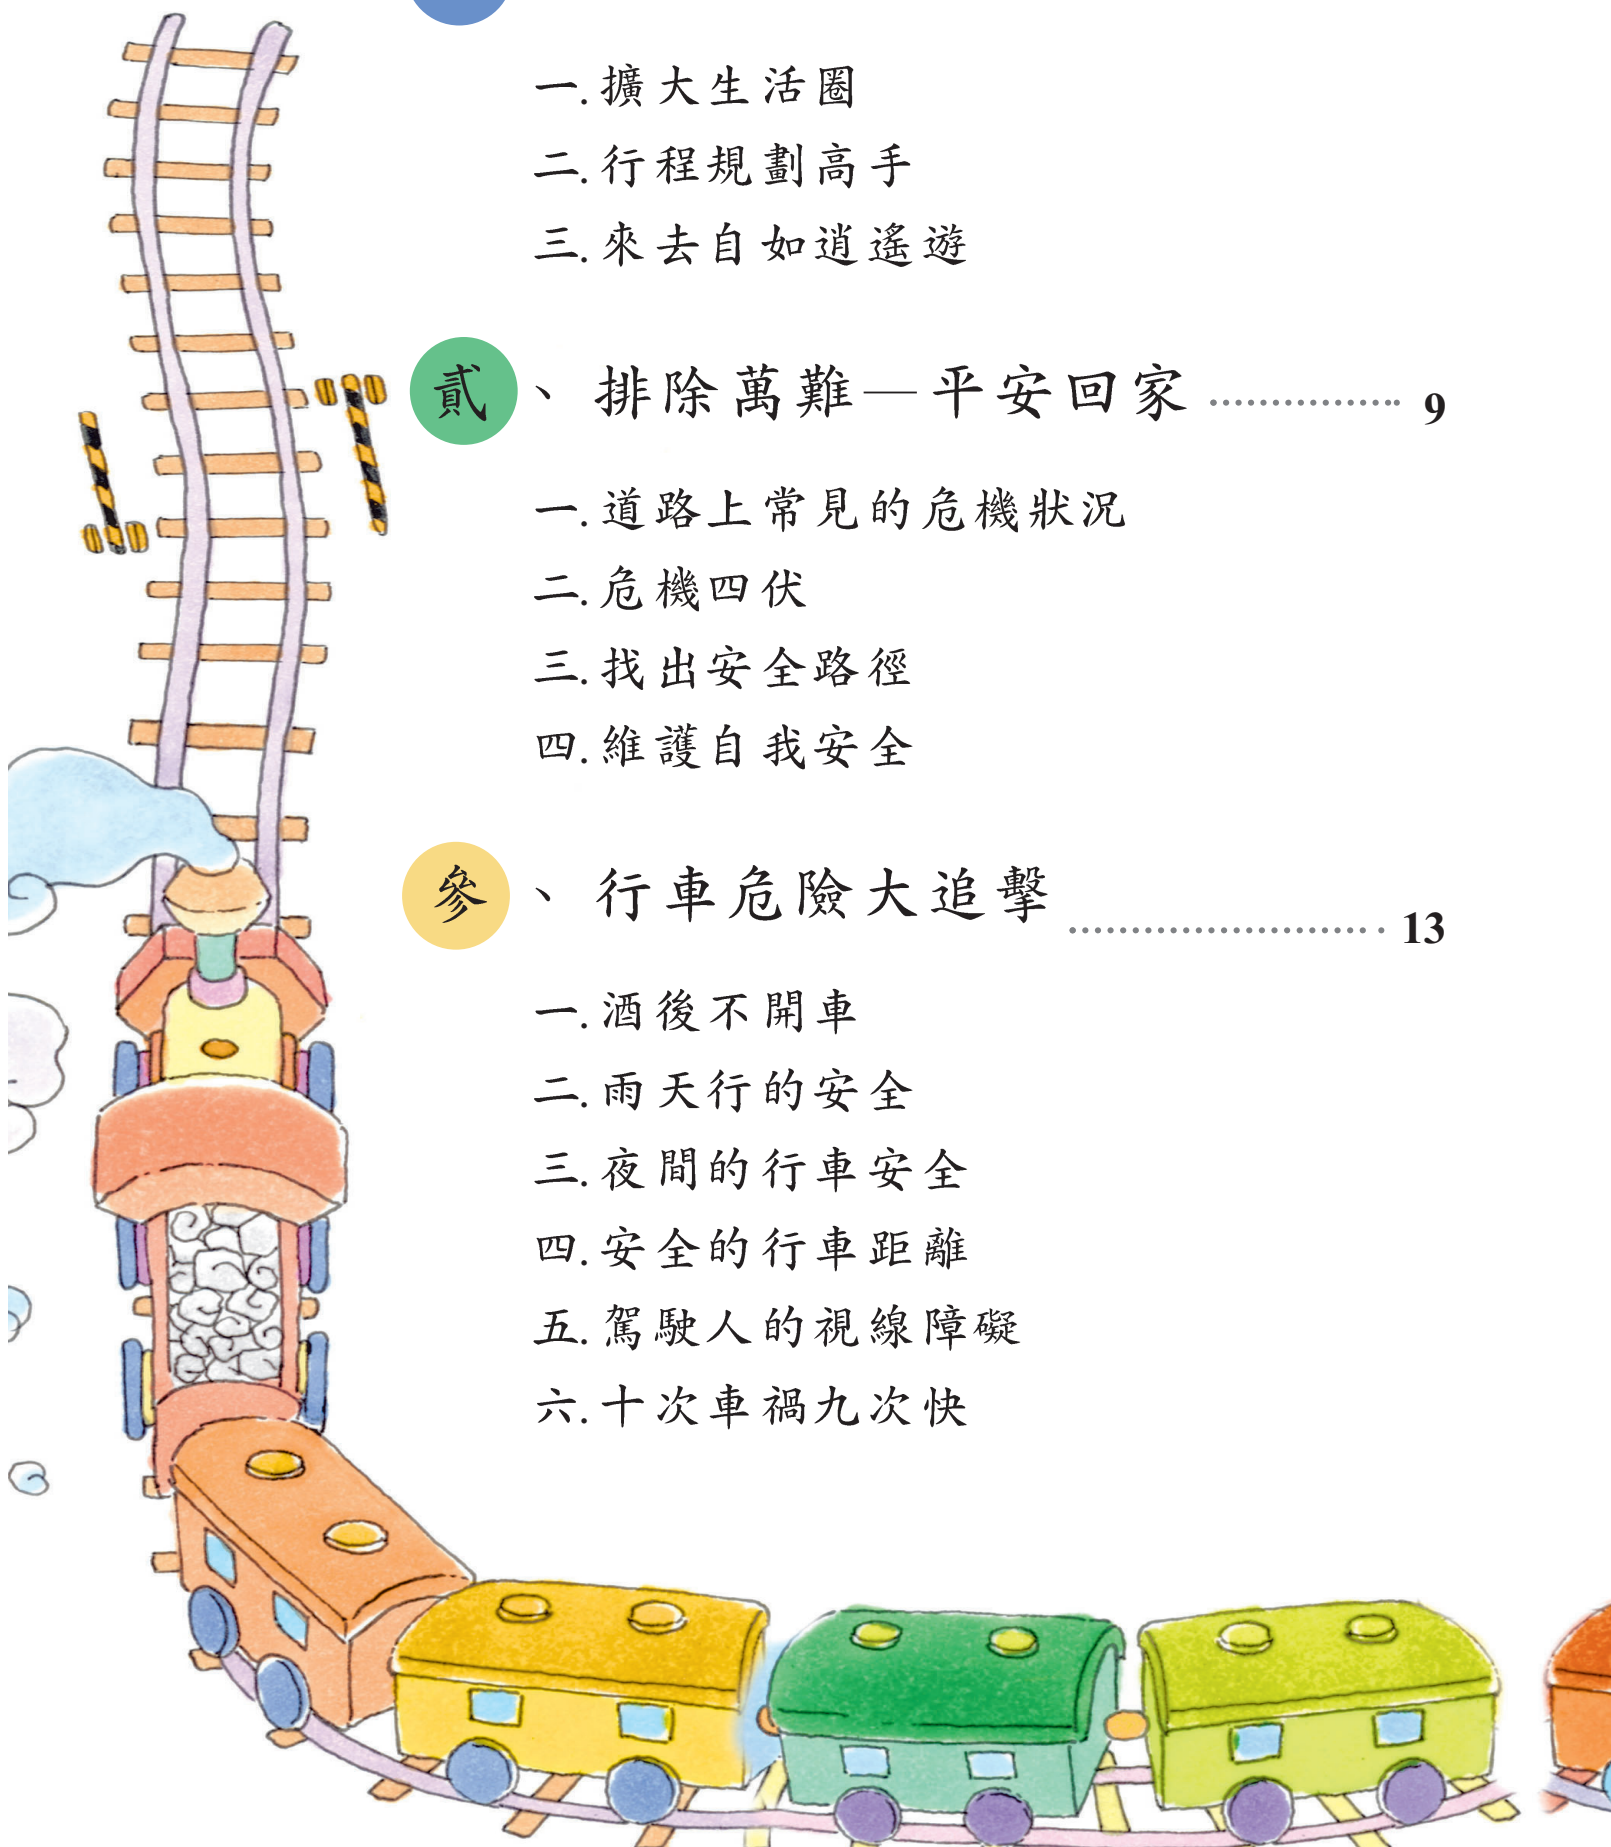 一.擴大生活圈
二.行程規劃高手
三.來去自如逍遙遊
貳、排除萬難—平安回家 ................ 9
一.道路上常見的危機狀況
二.危機四伏
三.找出安全路徑
四.維護自我安全
參、行車危險大追擊 ......................... 13
一.酒後不開車
二.雨天行的安全
三.夜間的行車安全
四.安全的行車距離
五.駕駛人的視線障礙
六.十次車禍九次快